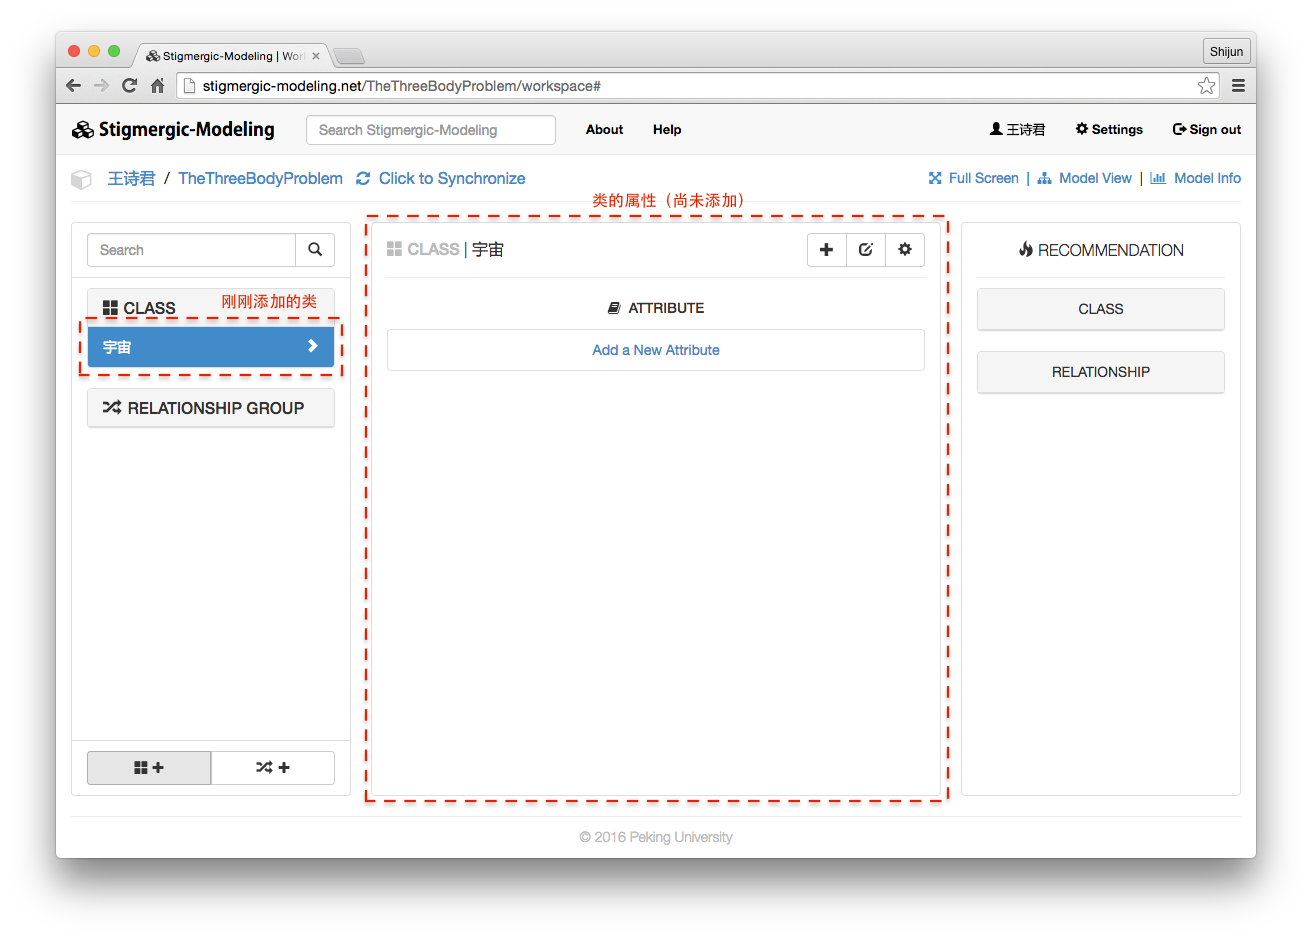 Stigmergic-Modeling | Wor
Shijun
stigmergic-modeling.net/TheThreeBodyProblem/workspace#
Stigmergic-Modeling
Search Stigmergic-Modeling
About
Help
王诗君
Settings
Sign out
王诗君 / TheThreeBodyProblem
Click to Synchronize
Full Screen | Model View | Model Info
类的属性（尚未添加）
Search
CLASS
刚刚添加的类
宇宙
RELATIONSHIP GROUP
CLASS | 宇宙
ATTRIBUTE
Add a New Attribute
RECOMMENDATION
CLASS
RELATIONSHIP
© 2016 Peking University